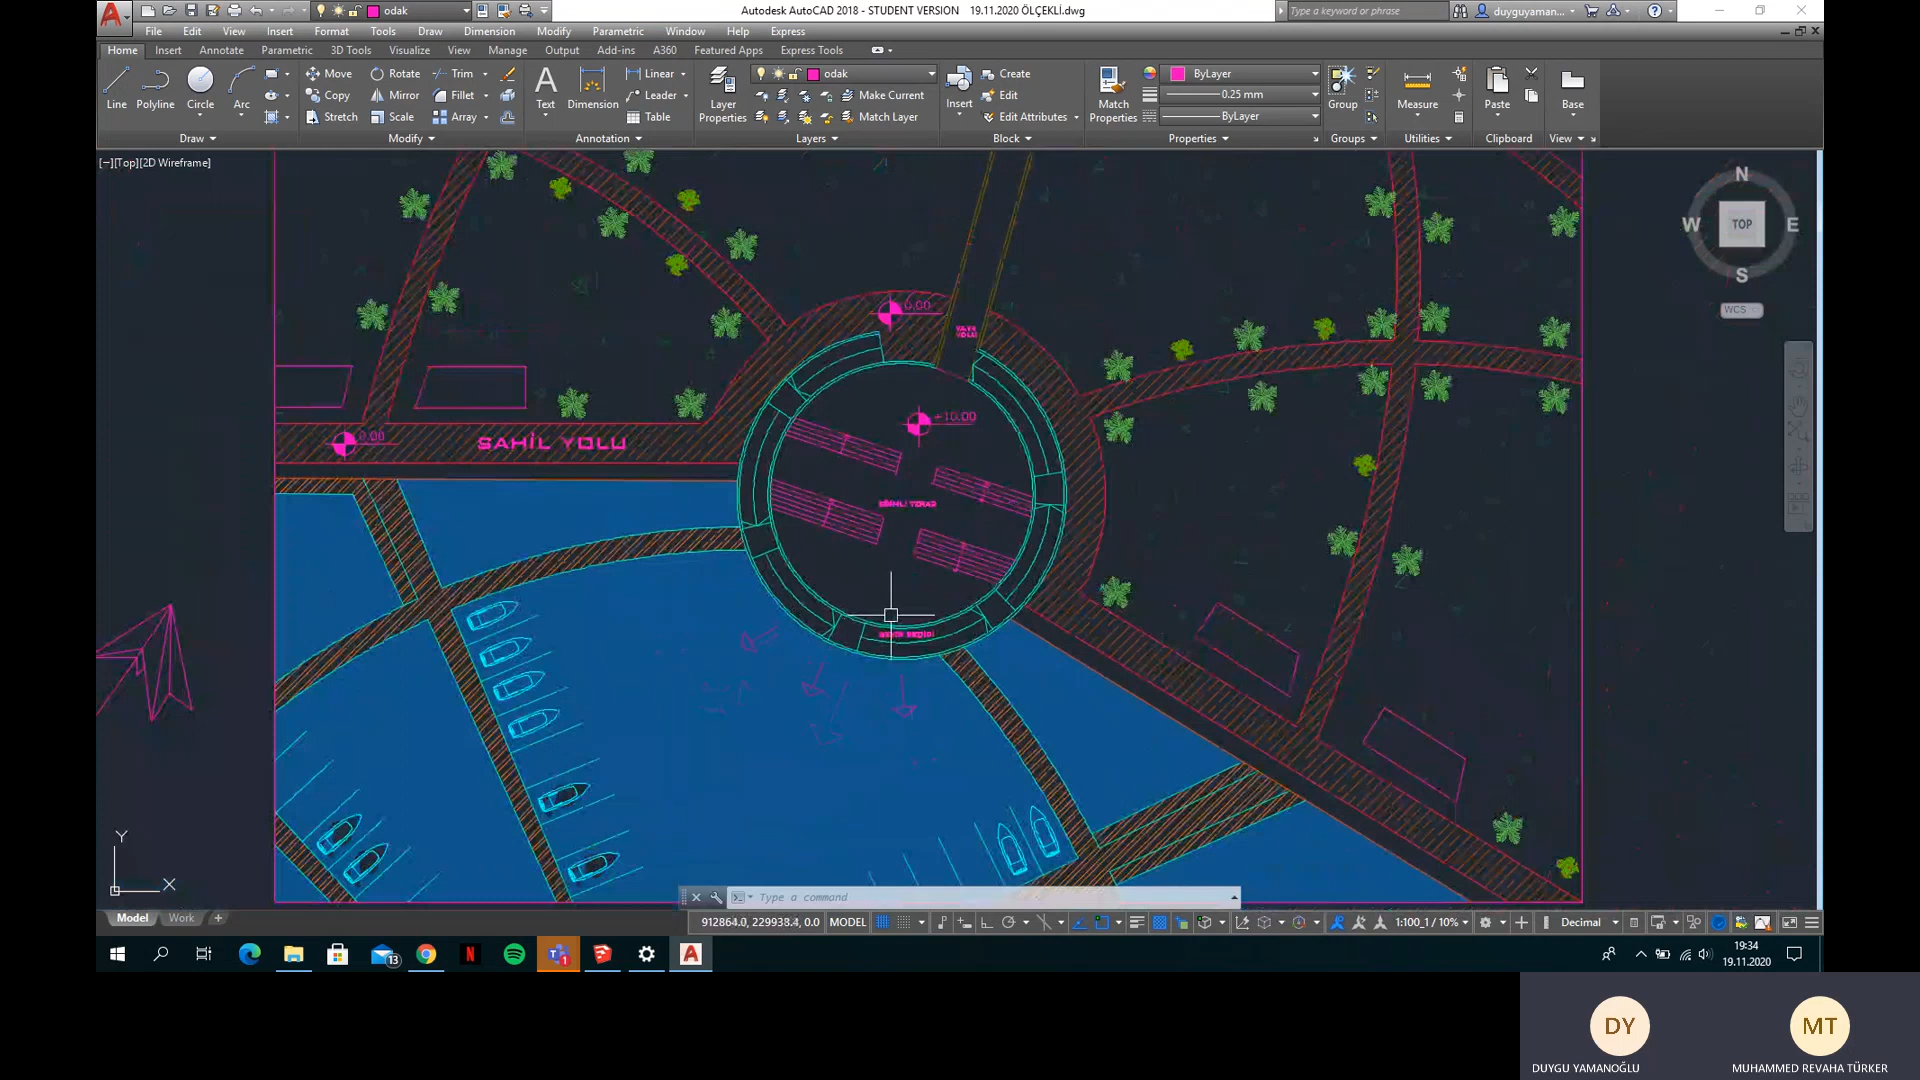 Autodesk AutoCAD 2018 - STUDENT VERSION 19.11.2020 ÖLÇEKLİ.dwg
odak
Type a keyword or phrase
duyguyaman...
File Edit View Insert Format Tools Draw Dimension Modify Parametric Window Help Express
Home Insert Annotate Parametric 3D Tools Visualize View Manage Output Add-ins A360 Featured Apps Express Tools
Line Polyline Circle Arc
Move Rotate Trim
Copy Mirror Fillet
Stretch Scale Array
Text Dimension
Linear
Leader
Table
Layer Properties
odak
Make Current
Match Layer
Insert
Create
Edit
Edit Attributes
Match Properties
ByLayer
0.25 mm
ByLayer
Group
Measure
Paste
Base
Draw Modify Annotation Layers Block Properties Groups Utilities Clipboard View
[−][Top][2D Wireframe]
N
W TOP E
S
WCS
0.00
YAYA
YOLU
+10.00
0.00
SAHİL YOLU
Y
X
Type a command
Model Work +
912864.0, 229938.4, 0.0 MODEL
1:100_1 / 10%
Decimal
13
1
19:34
19.11.2020
DY
MT
DUYGU YAMANOĞLU
MUHAMMED REVAHA TÜRKER